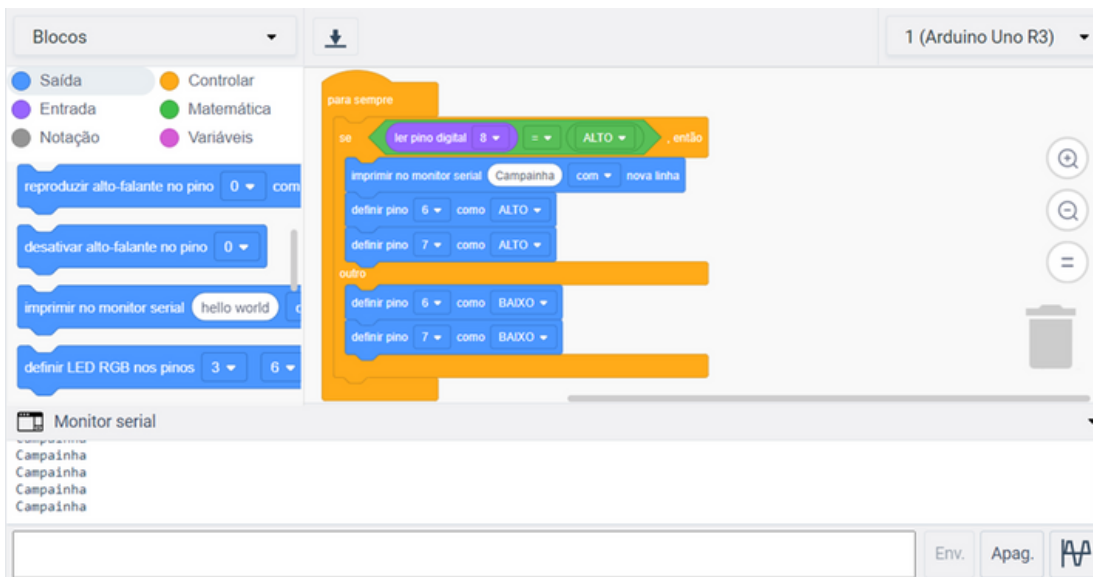 Blocos
1 (Arduino Uno R3)
Saída
Controlar
Entrada
Matemática
Notação
Variáveis
reproduzir alto-falante no pino 0 com
desativar alto-falante no pino 0
imprimir no monitor serial hello world
definir LED RGB nos pinos 3 6
para sempre
se ler pino digital 8 = ALTO , então
imprimir no monitor serial Campainha com nova linha
definir pino 6 como ALTO
definir pino 7 como ALTO
outro
definir pino 6 como BAIXO
definir pino 7 como BAIXO
Monitor serial
Campainha
Campainha
Campainha
Campainha
Campainha
Env.
Apag.